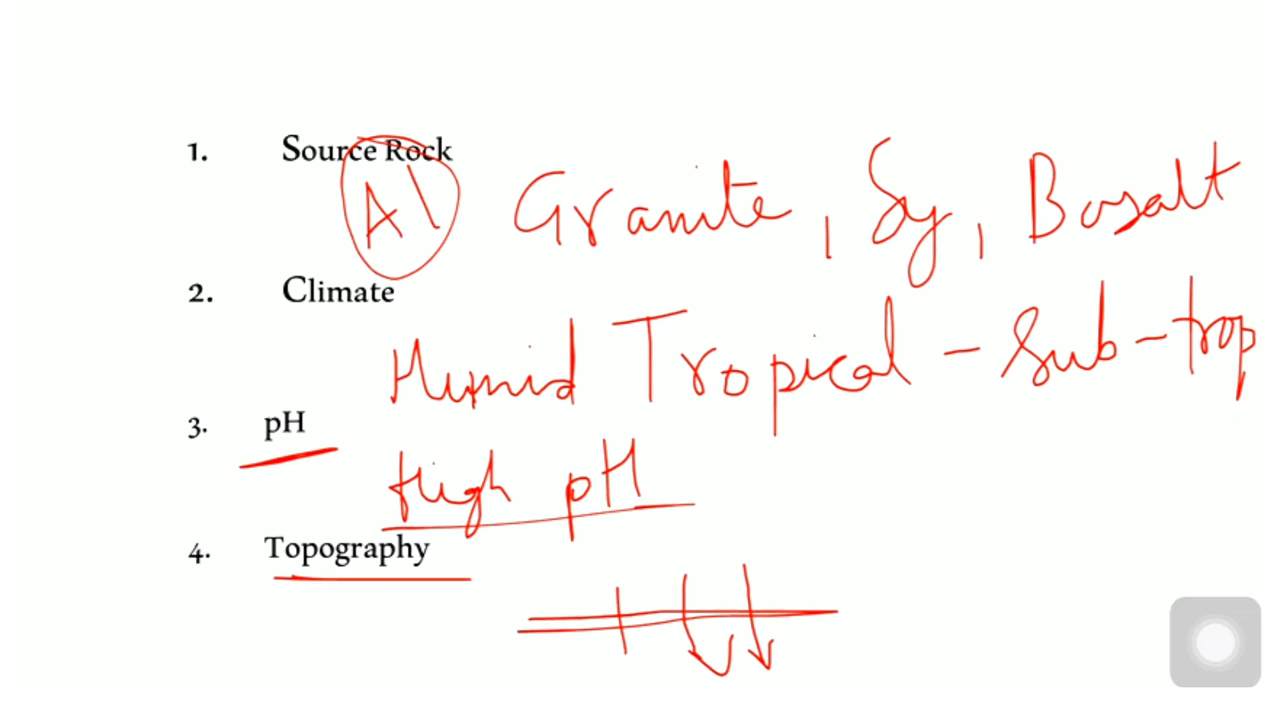 1. Source Rock
Al Granite, Sy, Basalt
2. Climate
Humid Tropical - Sub-trop
3. pH
High pH
4. Topography